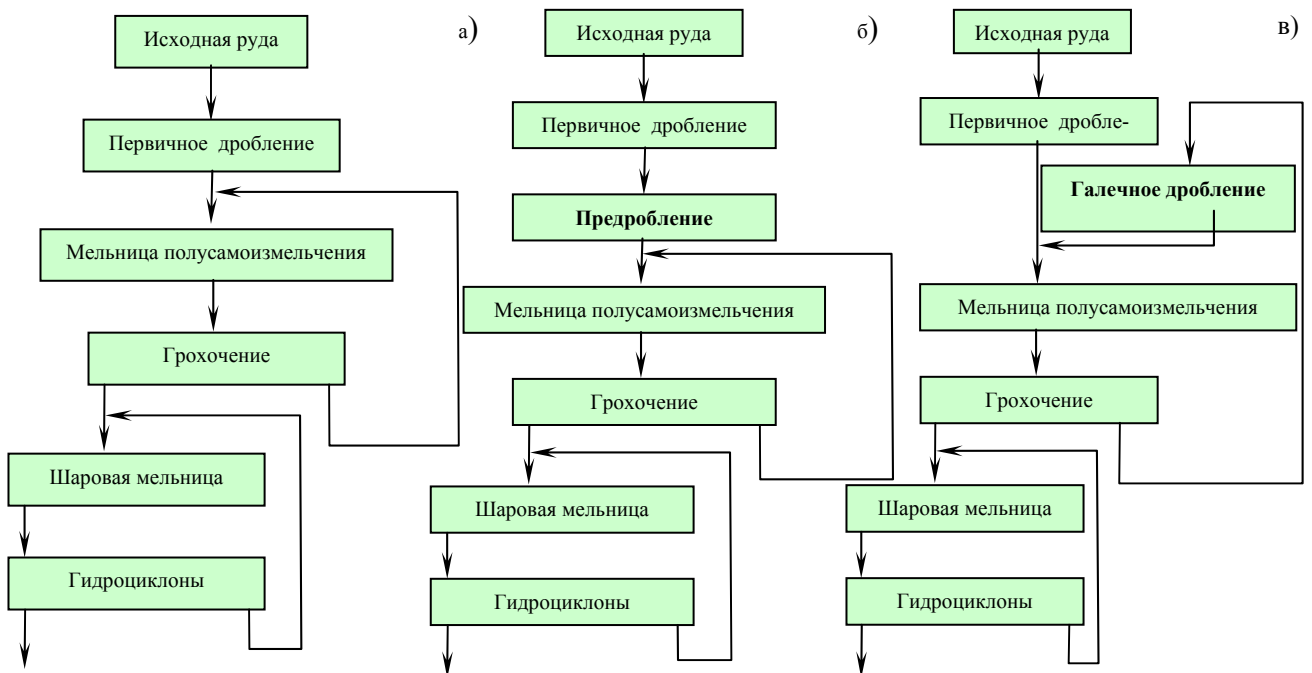 а)
Исходная руда
Первичное дробление
Мельница полусамоизмельчения
Грохочение
Шаровая мельница
Гидроциклоны
б)
Исходная руда
Первичное дробление
Предробление
Мельница полусамоизмельчения
Грохочение
Шаровая мельница
Гидроциклоны
в)
Исходная руда
Первичное дробле-
Галечное дробление
Мельница полусамоизмельчения
Грохочение
Шаровая мельница
Гидроциклоны